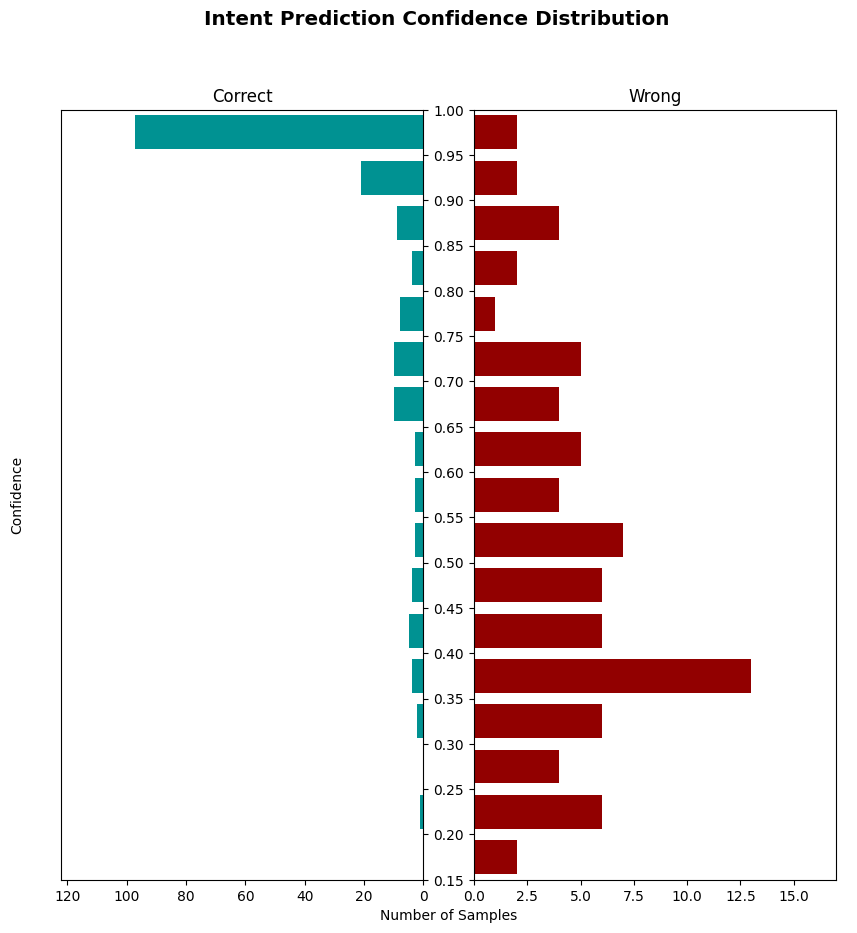 Intent Prediction Confidence Distribution
Correct
Wrong
1.00
0.95
0.90
0.85
0.80
0.75
0.70
0.65
0.60
0.55
0.50
0.45
0.40
0.35
0.30
0.25
0.20
0.15
Confidence
120 100 80 60 40 20 0
0.0 2.5 5.0 7.5 10.0 12.5 15.0
Number of Samples